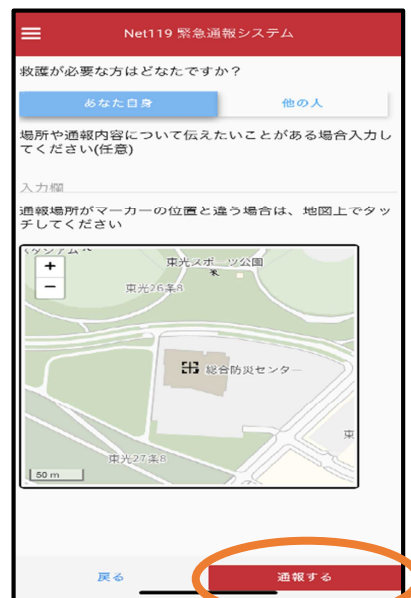 Net119 緊急通報システム
救護が必要な方はどなたですか？
あなた自身
他の人
場所や通報内容について伝えたいことがある場合入力し
てください(任意)
入力欄
通報場所がマーカーの位置と違う場合は、地図上でタッ
チしてください
+
−
東光スポーツ公園
東光26条8
総合防災センター
東
東光27条8
50 m
戻る
通報する